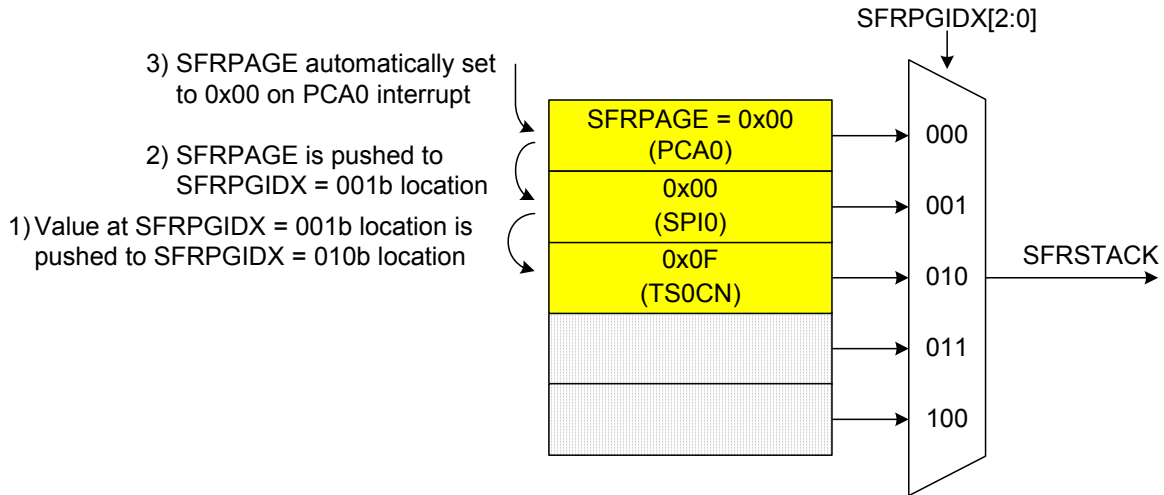 SFRPGIDX[2:0]
3) SFRPAGE automatically set
to 0x00 on PCA0 interrupt
2) SFRPAGE is pushed to
SFRPGIDX = 001b location
1) Value at SFRPGIDX = 001b location is
pushed to SFRPGIDX = 010b location
SFRPAGE = 0x00
(PCA0)
0x00
(SPI0)
0x0F
(TS0CN)
000
001
010
011
100
SFRSTACK